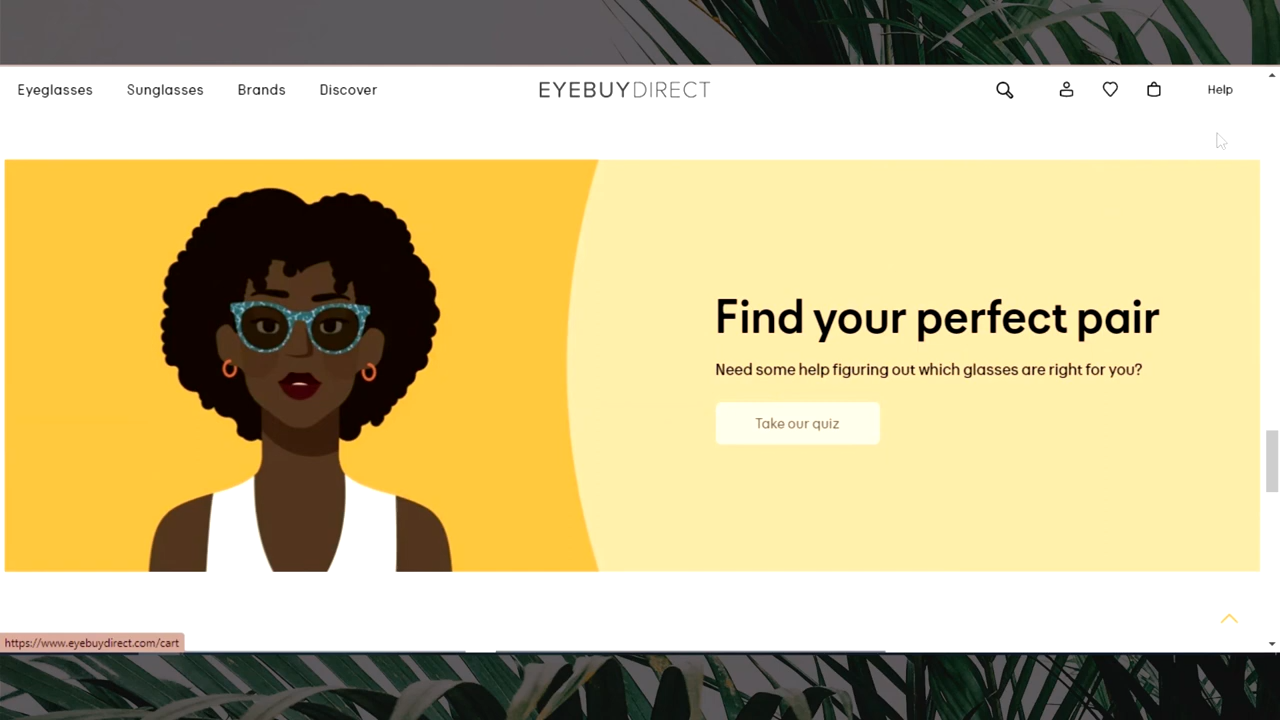 Eyeglasses Sunglasses Brands Discover EYEBUYDIRECT Help
Find your perfect pair
Need some help figuring out which glasses are right for you?
Take our quiz
https://www.eyebuydirect.com/cart